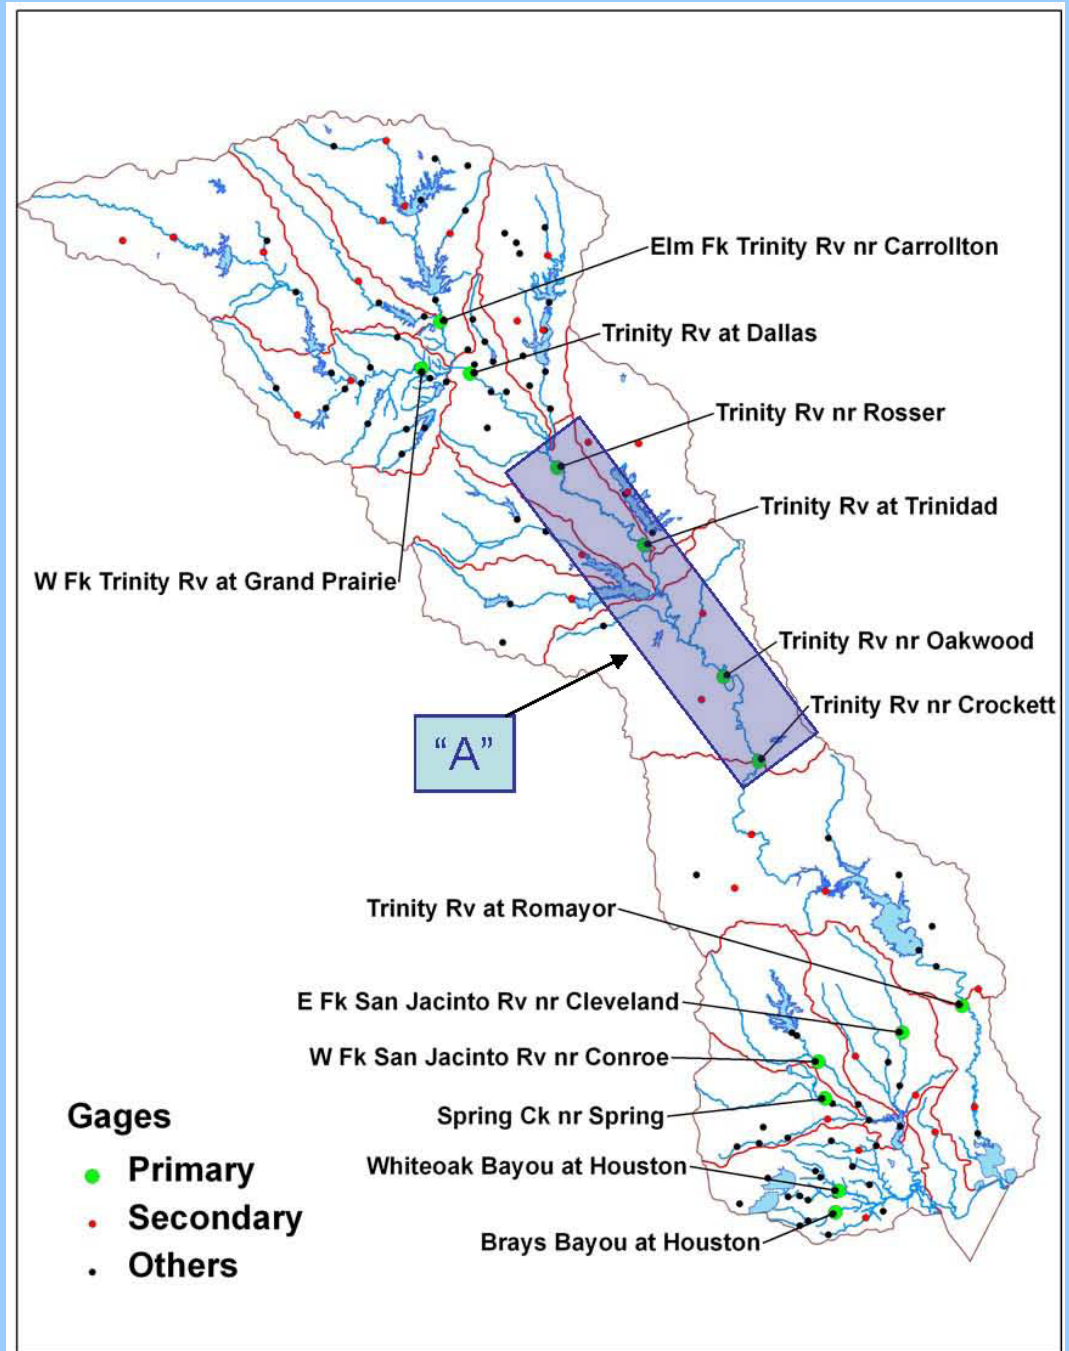 Elm Fk Trinity Rv nr Carrollton
Trinity Rv at Dallas
Trinity Rv nr Rosser
Trinity Rv at Trinidad
W Fk Trinity Rv at Grand Prairie
Trinity Rv nr Oakwood
Trinity Rv nr Crockett
“A”
Trinity Rv at Romayor
E Fk San Jacinto Rv nr Cleveland
W Fk San Jacinto Rv nr Conroe
Spring Ck nr Spring
Whiteoak Bayou at Houston
Brays Bayou at Houston
Gages
Primary
Secondary
Others